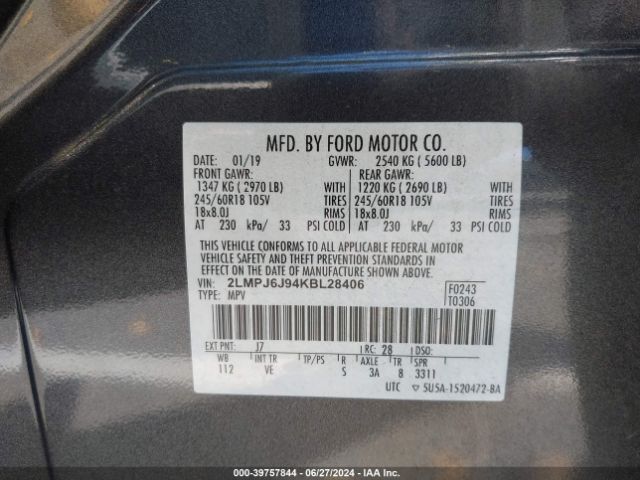 MFD. BY FORD MOTOR CO.
DATE: 01/19 GVWR: 2540 KG ( 5600 LB)
FRONT GAWR: REAR GAWR:
1347 KG ( 2970 LB) WITH 1220 KG ( 2690 LB) WITH
245/60R18 105V TIRES 245/60R18 105V TIRES
18x8.0J RIMS 18x8.0J RIMS
AT 230 kPa/ 33 PSI COLD AT 230 kPa/ 33 PSI COLD
THIS VEHICLE CONFORMS TO ALL APPLICABLE FEDERAL MOTOR
VEHICLE SAFETY AND THEFT PREVENTION STANDARDS IN
EFFECT ON THE DATE OF MANUFACTURE SHOWN ABOVE.
VIN: 2LMPJ6J94KBL28406 F0243
TYPE: MPV T0306
EXT PNT: J7 RC: 28 DSO:
WB INT TR TP/PS R AXLE TR SPR
112 VE S 3A 8 3311
UTC ▽ 5U5A-1520472-BA
000-39757844 | 06/27/2024 | IAA Inc.